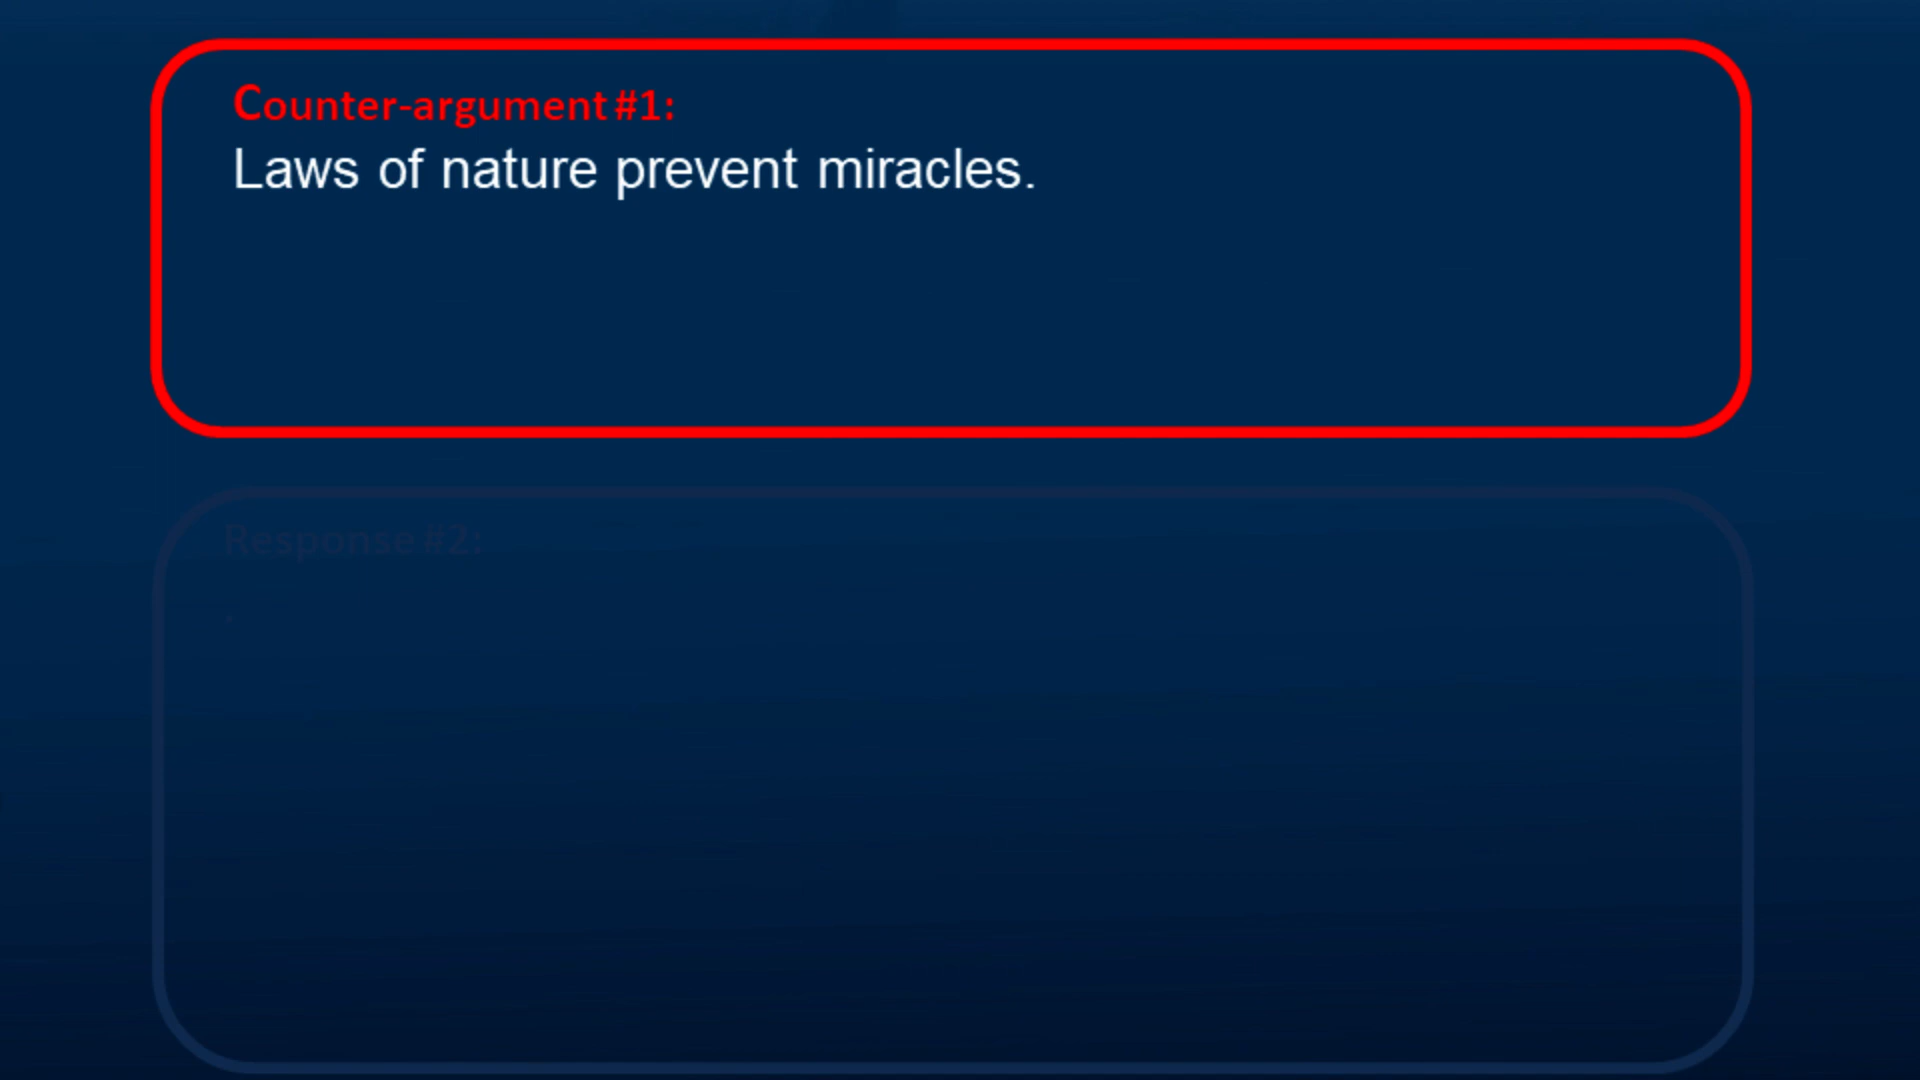 Counter-argument #1:
Laws of nature prevent miracles.
Response #2:
.